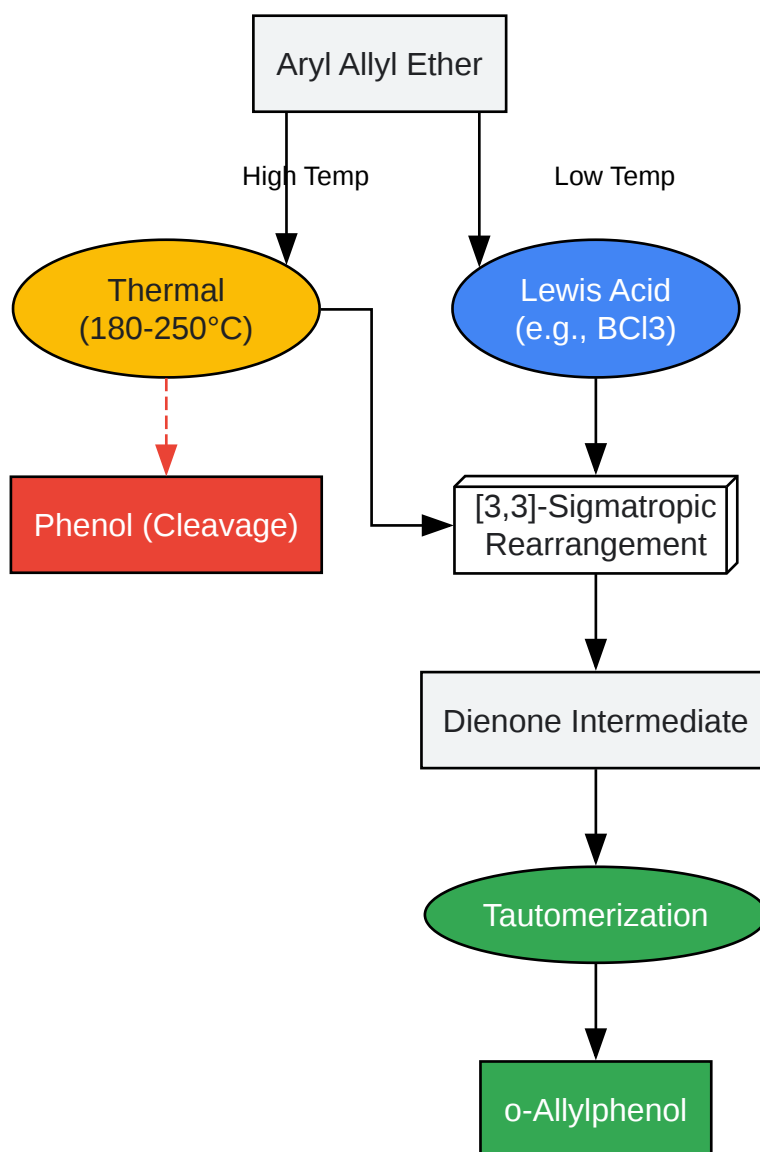 Aryl Allyl Ether
High Temp
Low Temp
Thermal
(180-250°C)
Lewis Acid
(e.g., BCl3)
Phenol (Cleavage)
[3,3]-Sigmatropic
Rearrangement
Dienone Intermediate
Tautomerization
o-Allylphenol